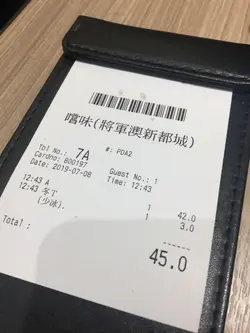 嚐味(將軍澳新都城)
Tbl No.: 7A #: PDA2
Cardno: 800197 Guest No.: 1
Date: 2019-07-08 Time: 12:43
12:43 A 1 42.0
12:43 冬丁 1 3.0
(少冰).
Total : 45.0